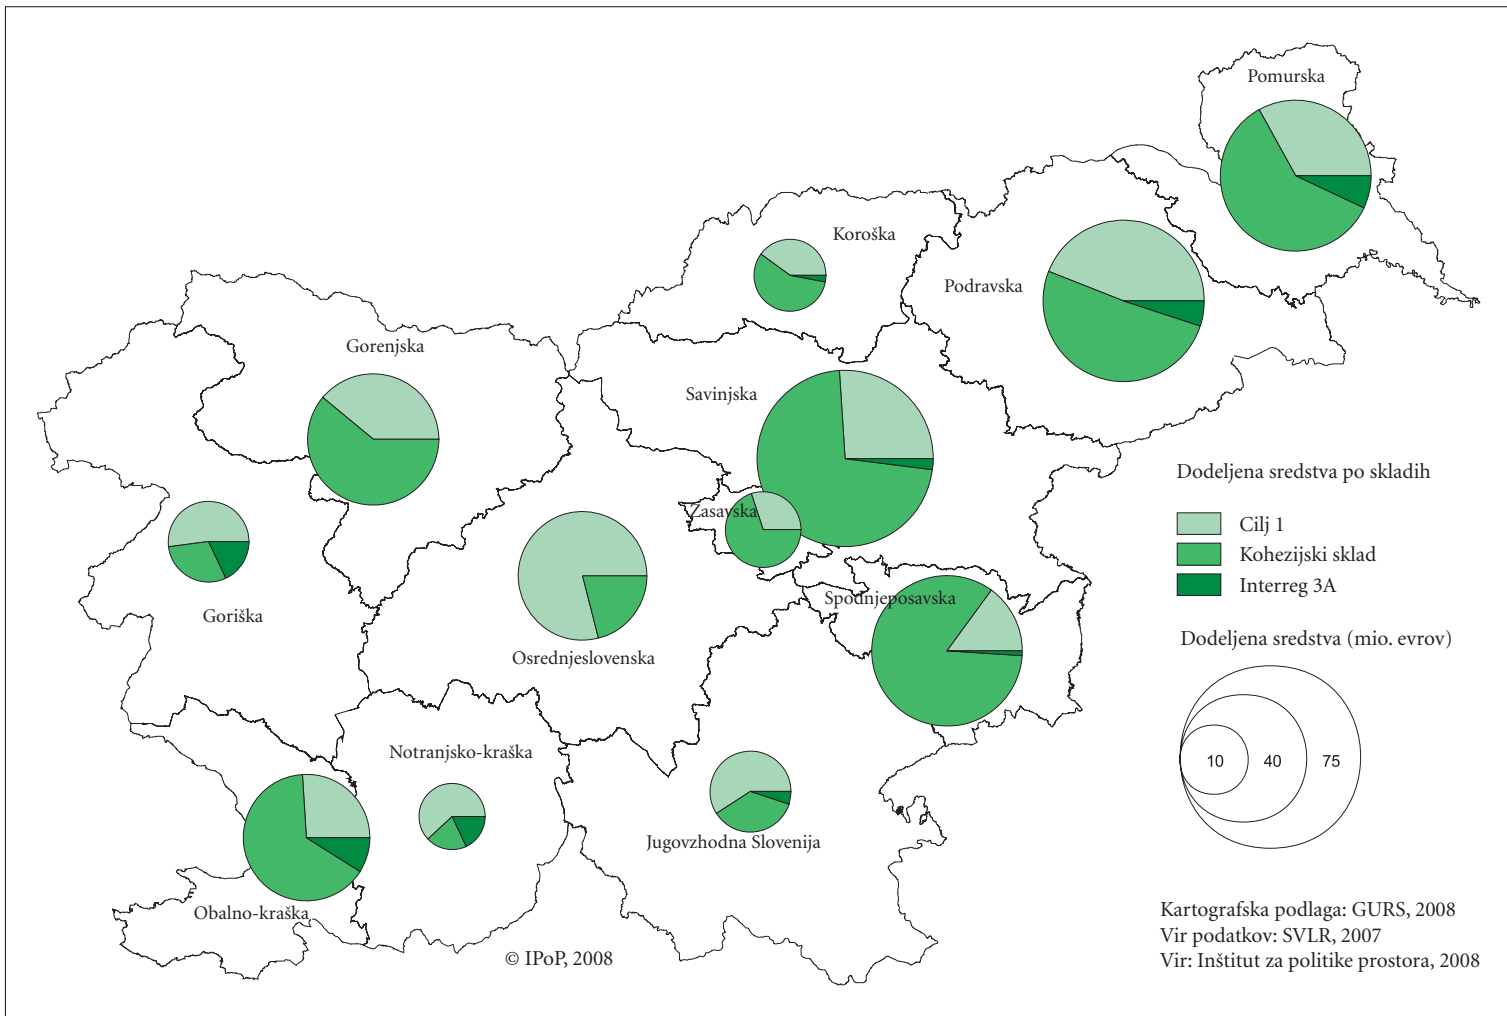 Pomurska
Koroška
Podravska
Gorenjska
Savinjska
Zasavska
Goriška
Spodnjeposavska
Osrednjeslovenska
Notranjsko-kraška
Jugovzhodna Slovenija
Obalno-kraška
© IPoP, 2008
Dodeljena sredstva po skladih
Cilj 1
Kohezijski sklad
Interreg 3A
Dodeljena sredstva (mio. evrov)
10 40 75
Kartografska podlaga: GURS, 2008
Vir podatkov: SVLR, 2007
Vir: Inštitut za politike prostora, 2008